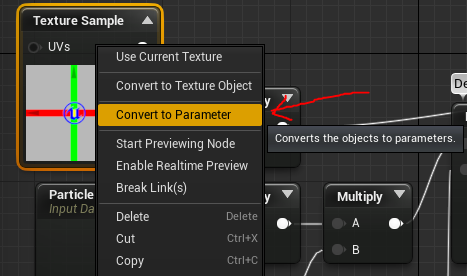 Texture Sample
UVs
Use Current Texture
Convert to Texture Object
Convert to Parameter
Converts the objects to parameters.
Start Previewing Node
Enable Realtime Preview
Break Link(s)
Particle
Input Da
Multiply
A
B
Delete Delete
Cut Ctrl+X
Copy Ctrl+C
De